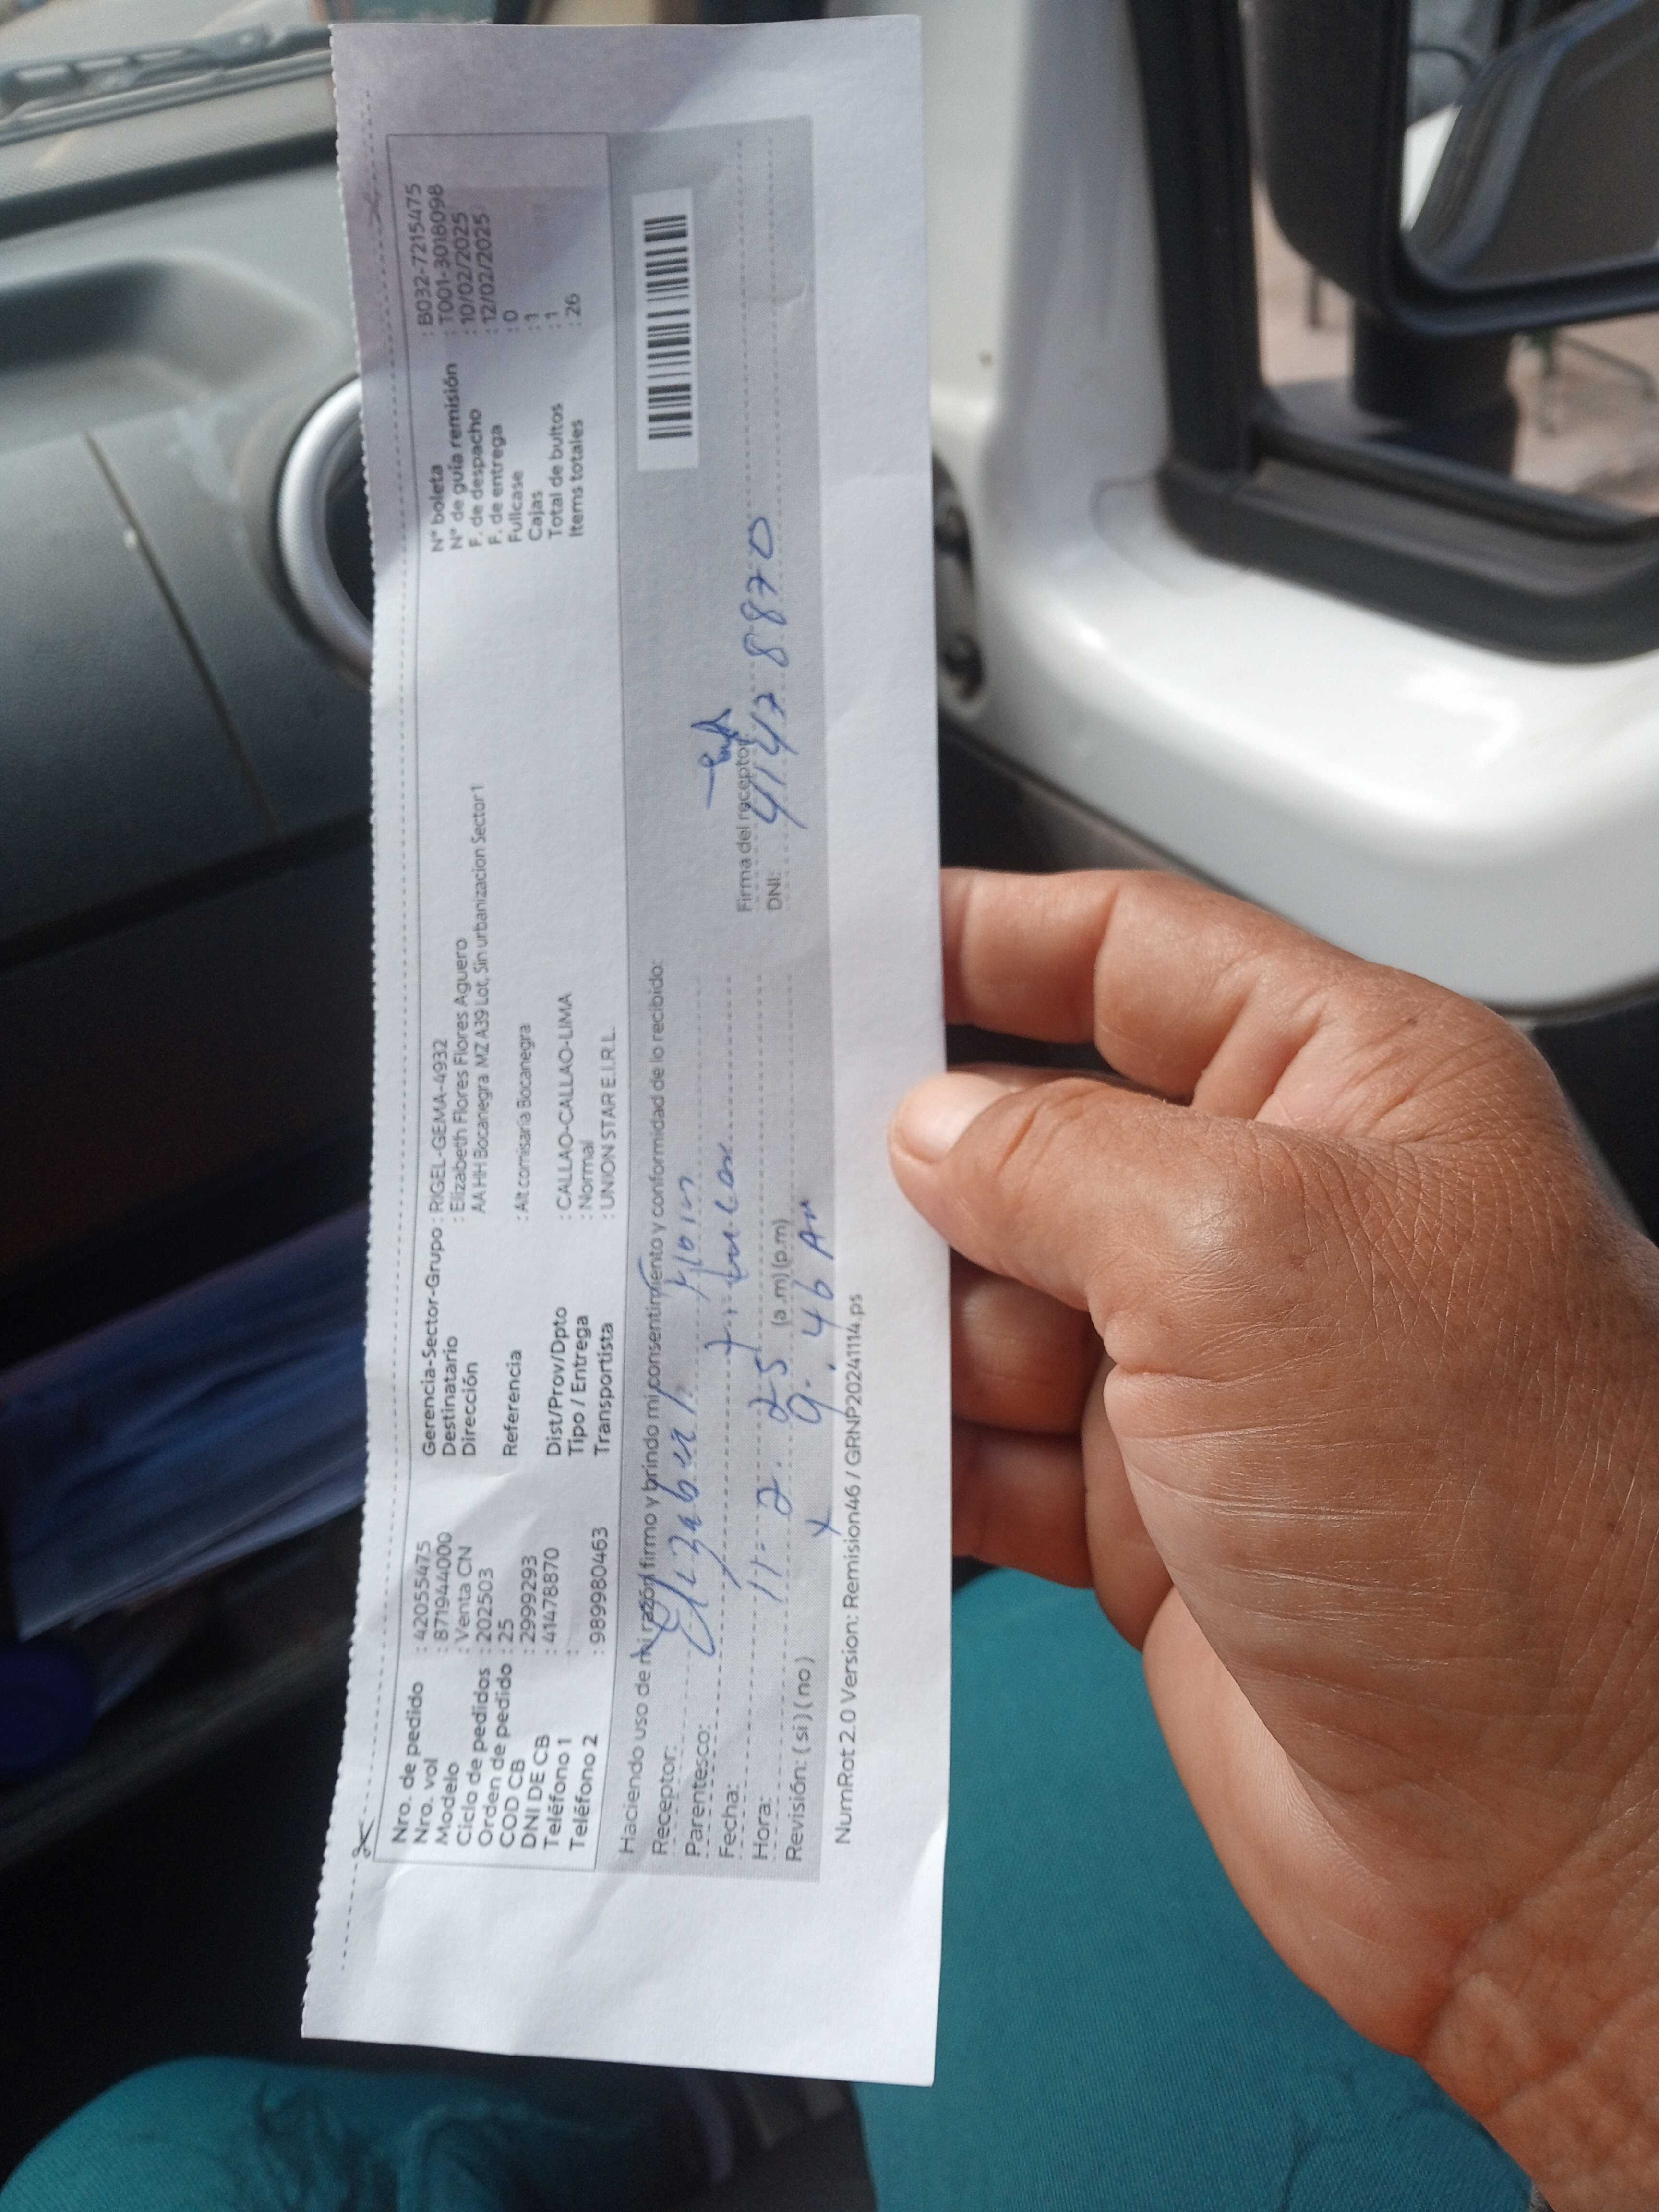 Nro. de pedido : 42055475
Nro. vol : 871944000
Modelo : Venta CN
Ciclo de pedidos : 202503
Orden de pedido : 25
COD CB : 29999293
DNI DE CB : 41478870
Teléfono 1 :
Teléfono 2 : 989980463
Gerencia-Sector-Grupo : RIGEL-GEMA-4932
Destinatario : Elizabeth Flores Flores Aguero
Dirección AA HH Bocanegra MZ A39 Lot, Sin urbanizacion Sector 1
Referencia : Alt comisaria Bocanegra
Dist/Prov/Dpto : CALLAO-CALLAO-LIMA
Tipo / Entrega : Normal
Transportista : UNION STAR E.I.R.L.
N° boleta : B032-7215475
N° de guía remisión : T001-3018098
F. de despacho : 10/02/2025
F. de entrega : 12/02/2025
Fullcase : 0
Cajas : 1
Total de bultos : 1
Items totales : 26
Haciendo uso de mi razón firmo y brindo mi consentimiento y conformidad de lo recibido:
Receptor: Elizabeth
Parentesco:
Fecha: 11-2-25
Hora: (a.m) (p.m) 9:46 Am
Revisión: ( si ) ( no ) x
Firma del receptor
DNI: 41478870
NumRot 2.0 Version: Remision46 / GRNP20241114.ps